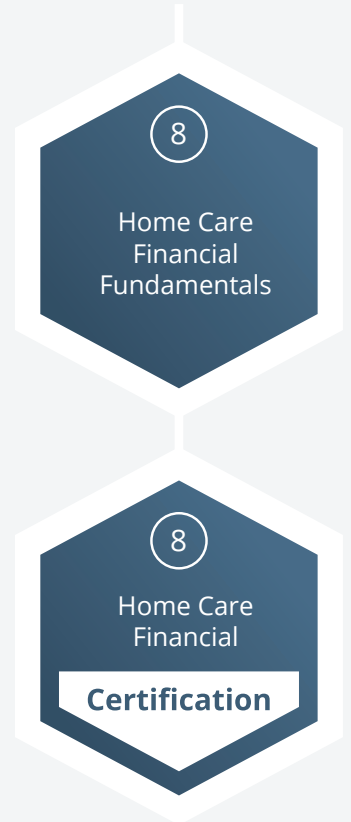 8
Home Care
Financial
Fundamentals
8
Home Care
Financial
Certification